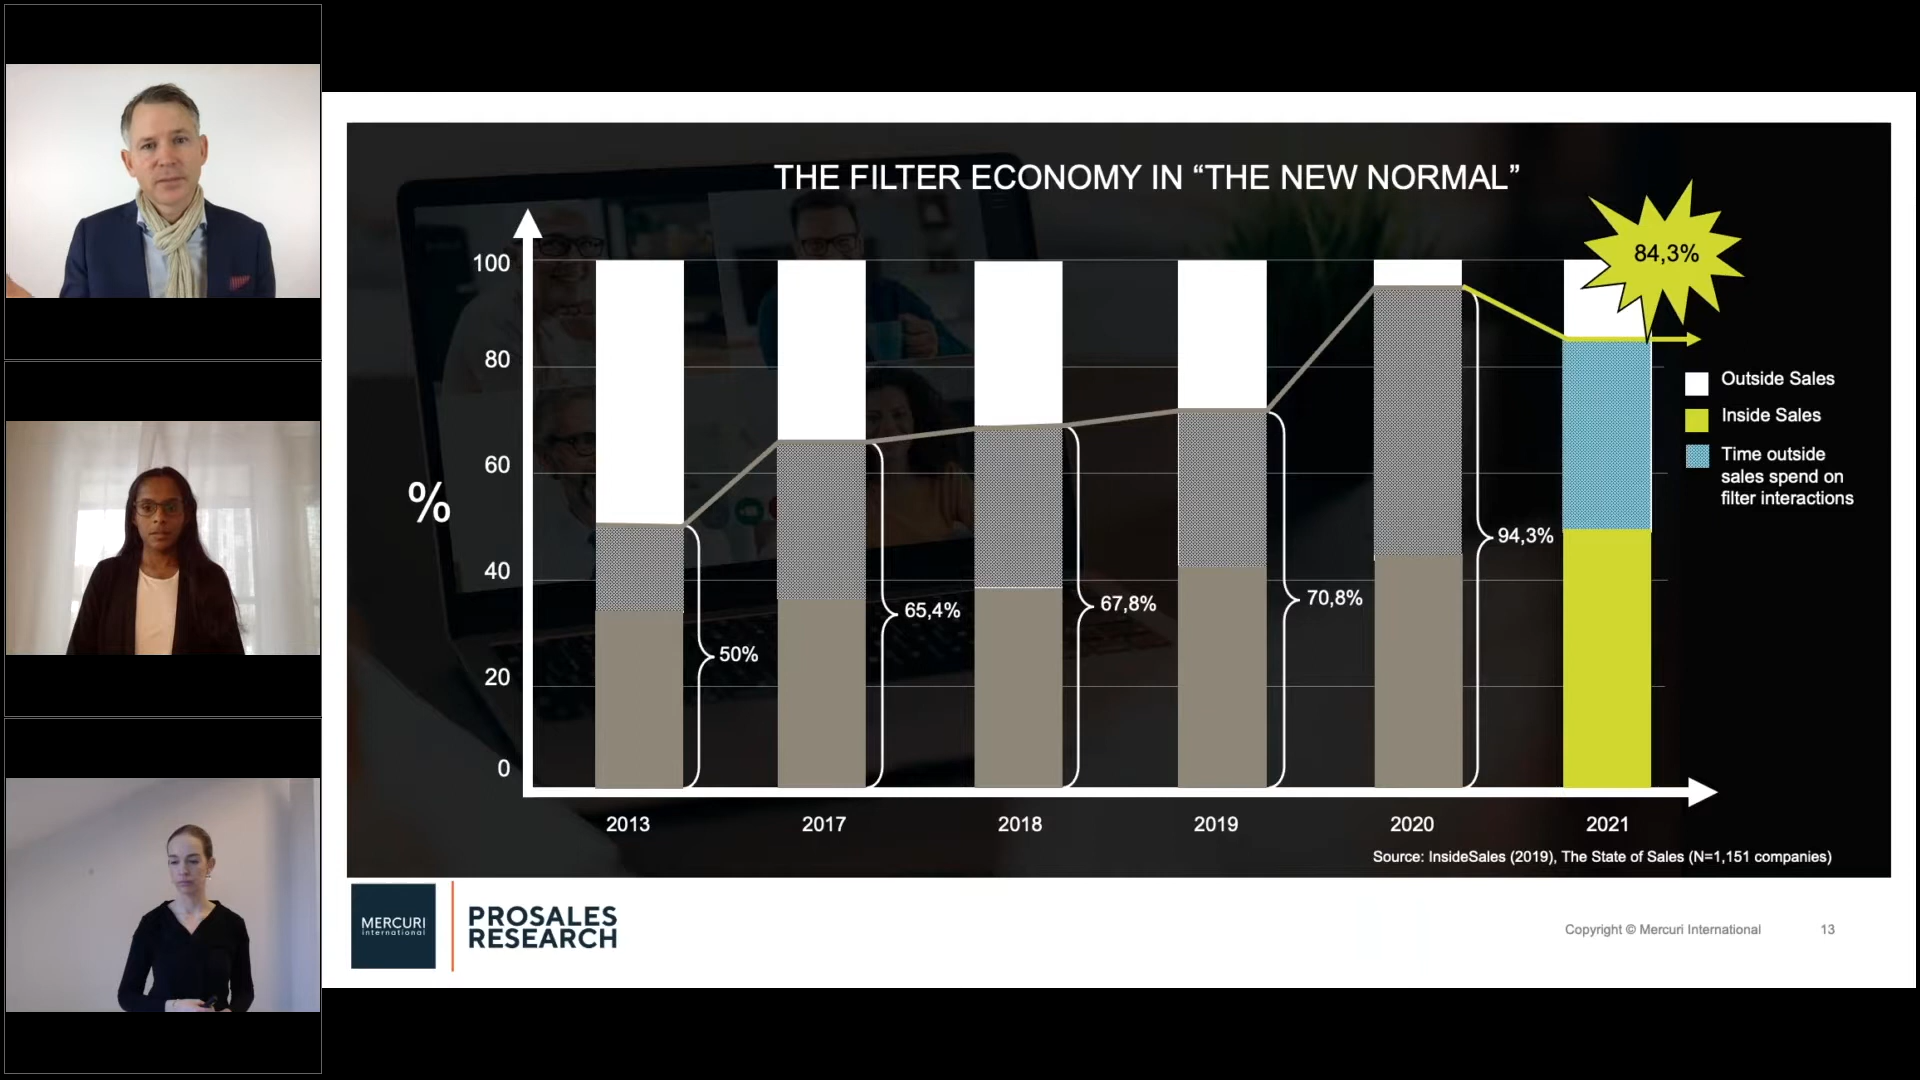 THE FILTER ECONOMY IN “THE NEW NORMAL”
84,3%
100
80
60
40
20
0
%
50%
65,4%
67,8%
70,8%
94,3%
Outside Sales
Inside Sales
Time outside
sales spend on
filter interactions
2013
2017
2018
2019
2020
2021
Source: InsideSales (2019), The State of Sales (N=1,151 companies)
MERCURI
international
PROSALES
RESEARCH
Copyright © Mercuri International
13